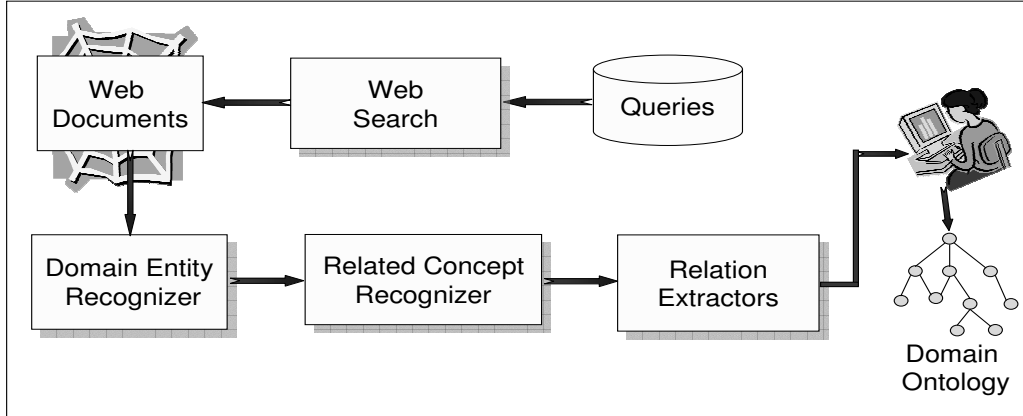 Web
Documents
Web
Search
Queries
Domain Entity
Recognizer
Related Concept
Recognizer
Relation
Extractors
Domain
Ontology